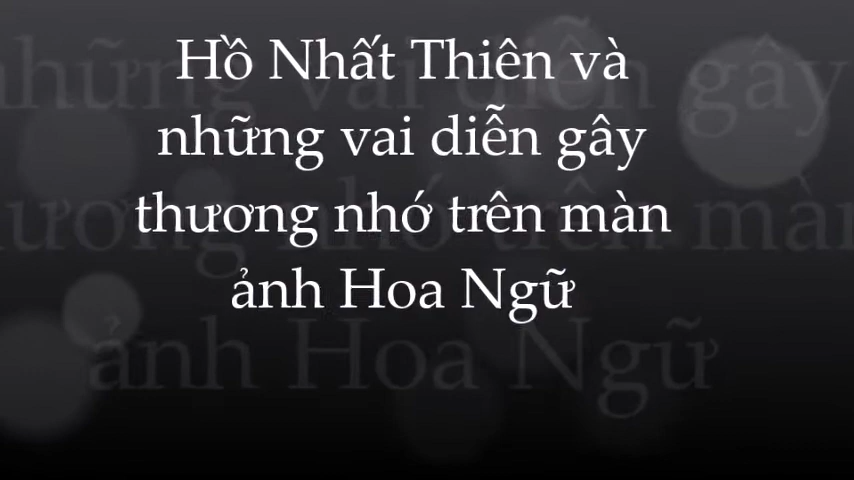 Hồ Nhất Thiên và
những vai diễn gây
thương nhớ trên màn
ảnh Hoa Ngữ